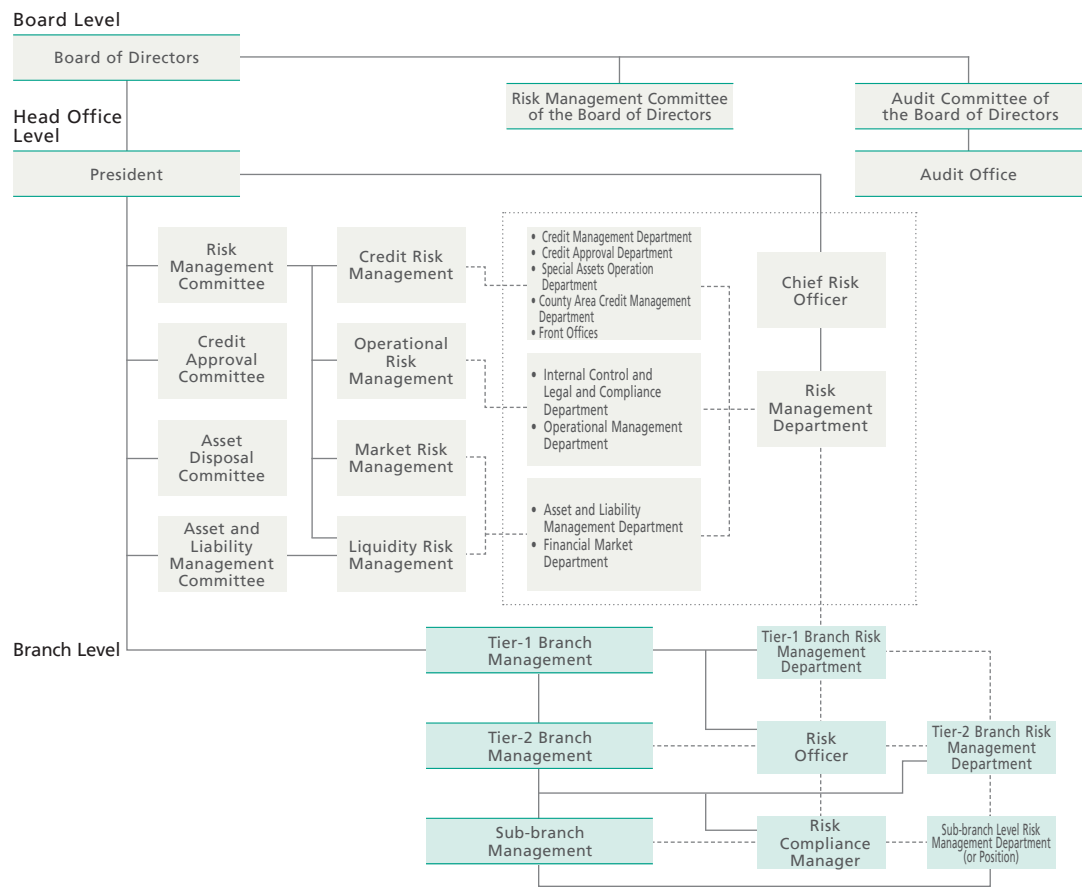 Board Level
Board of Directors
Risk Management Committee
of the Board of Directors
Audit Committee of
the Board of Directors
Head Office
Level
President
Audit Office
Risk
Management
Committee
Credit Risk
Management
• Credit Management Department
• Credit Approval Department
• Special Assets Operation
Department
• County Area Credit Management
Department
• Front Offices
Chief Risk
Officer
Credit
Approval
Committee
Operational
Risk
Management
• Internal Control and
Legal and Compliance
Department
• Operational Management
Department
Risk
Management
Department
Asset
Disposal
Committee
Market Risk
Management
Asset and
Liability
Management
Committee
Liquidity Risk
Management
• Asset and Liability
Management Department
• Financial Market
Department
Branch Level
Tier-1 Branch
Management
Tier-1 Branch Risk
Management
Department
Tier-2 Branch
Management
Risk
Officer
Tier-2 Branch Risk
Management
Department
Sub-branch
Management
Risk
Compliance
Manager
Sub-branch Level Risk
Management Department
(or Position)